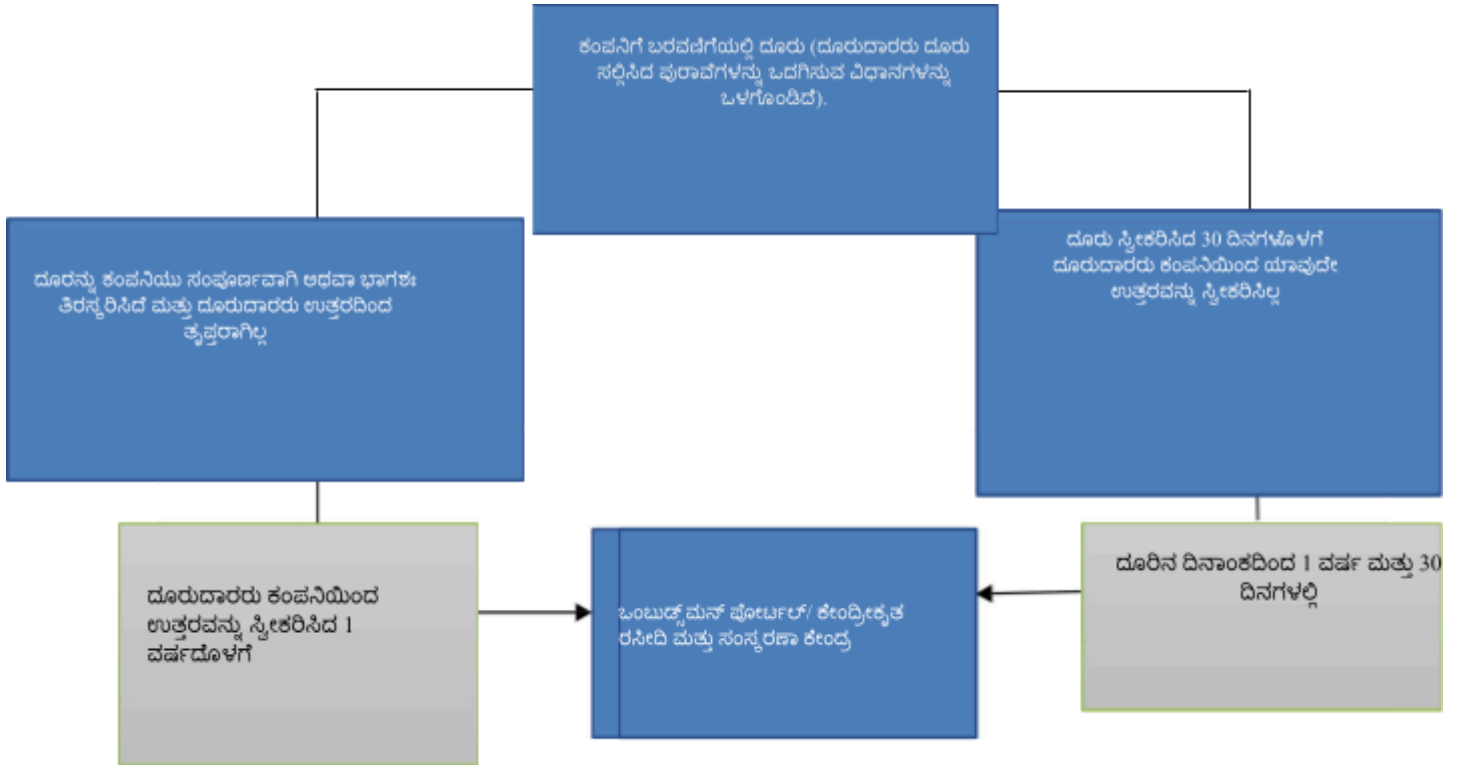 ಕಂಪನಿಗೆ ಬರವಣಿಗೆಯಲ್ಲಿ ದೂರು (ದೂರುದಾರರು ದೂರು
ಸಲ್ಲಿಸಿದ ಪುರಾವೆಗಳನ್ನು ಒದಗಿಸುವ ವಿಧಾನಗಳನ್ನು
ಒಳಗೊಂಡಿದೆ).
ದೂರನ್ನು ಕಂಪನಿಯು ಸಂಪೂರ್ಣವಾಗಿ ಅಥವಾ ಭಾಗಶಃ
ತಿರಸ್ಕರಿಸಿದೆ ಮತ್ತು ದೂರುದಾರರು ಉತ್ತರದಿಂದ
ತೃಪ್ತರಾಗಿಲ್ಲ
ದೂರು ಸ್ವೀಕರಿಸಿದ 30 ದಿನಗಳೊಳಗೆ
ದೂರುದಾರರು ಕಂಪನಿಯಿಂದ ಯಾವುದೇ
ಉತ್ತರವನ್ನು ಸ್ವೀಕರಿಸಿಲ್ಲ
ದೂರುದಾರರು ಕಂಪನಿಯಿಂದ
ಉತ್ತರವನ್ನು ಸ್ವೀಕರಿಸಿದ 1
ವರ್ಷದೊಳಗೆ
ಒಂಬುಡ್ಸ್‌ಮನ್ ಪೋರ್ಟಲ್/ ಕೇಂದ್ರೀಕೃತ
ರಸೀದಿ ಮತ್ತು ಸಂಸ್ಕರಣಾ ಕೇಂದ್ರ
ದೂರಿನ ದಿನಾಂಕದಿಂದ 1 ವರ್ಷ ಮತ್ತು 30
ದಿನಗಳಲ್ಲಿ